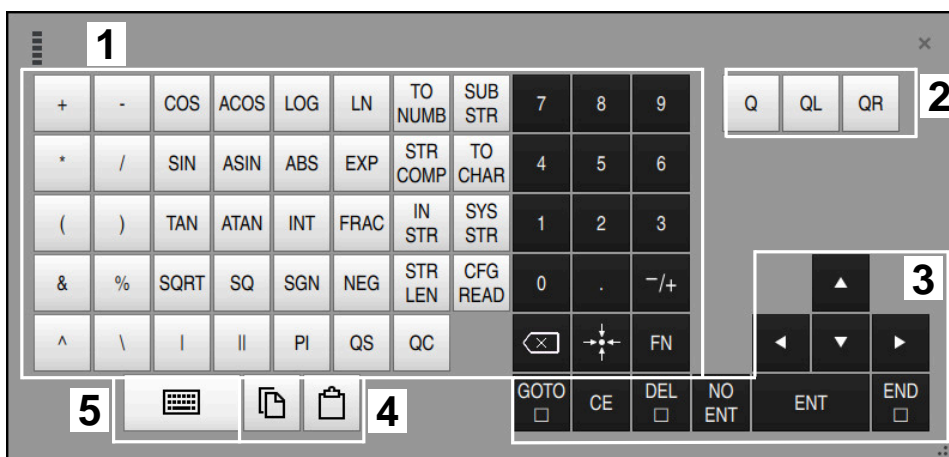 1
×
+ - COS ACOS LOG LN TO NUMB SUB STR 7 8 9 Q QL QR 2
* / SIN ASIN ABS EXP STR COMP TO CHAR 4 5 6
( ) TAN ATAN INT FRAC IN STR SYS STR 1 2 3
& % SQRT SQ SGN NEG STR LEN CFG READ 0 . −/+ 3
^ \ | || PI QS QC FN
5 4 GOTO □ CE DEL □ NO ENT ENT END □